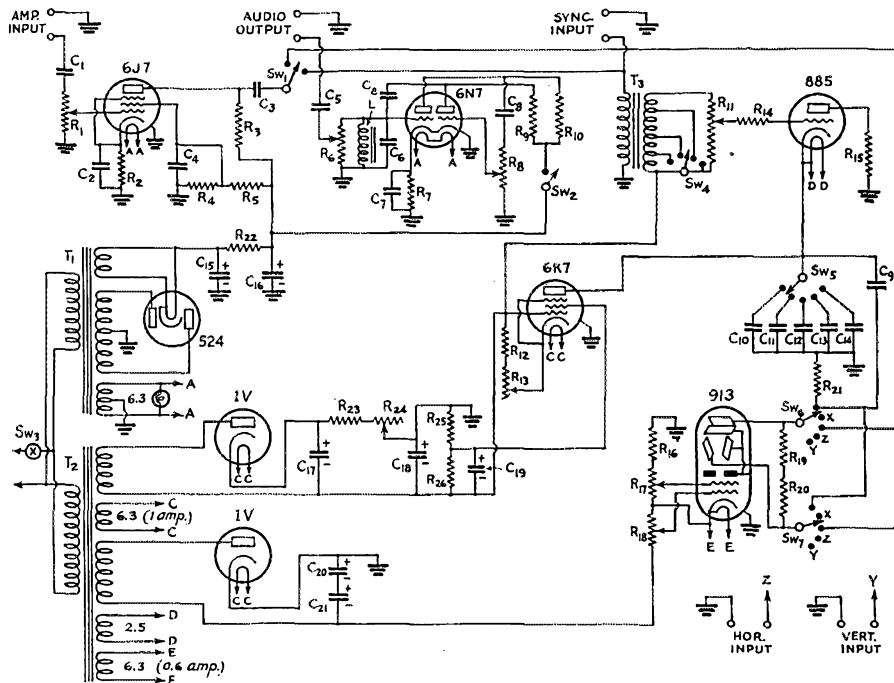 AMP. INPUT
AUDIO OUTPUT
SYNC. INPUT
C1
6J7
C3
SW1
C5
C8
L
6N7
C8
T3
R11
R14
885
R1
R3
R6
C6
R9
R10
R15
A A
C2
R2
C4
R4
R5
C7
R7
A
A
R8
SW2
SW4
D D
T1
R22
C15
C16
6K7
SW5
C9
524
R12
R13
C C
C10
C11
C12
C13
C14
6.3
A
A
SW3
1V
C C
R23
R24
R25
R26
C17
C18
C19
913
R21
SW6
X
Z
Y
R16
R17
R18
R19
R20
T2
6.3 (1 amp.)
C
C
1V
C C
C20
C21
E E
SW7
X
Z
Y
2.5
D
D
6.3 (0.6 amp.)
E
E
Z
HOR. INPUT
Y
VERT. INPUT